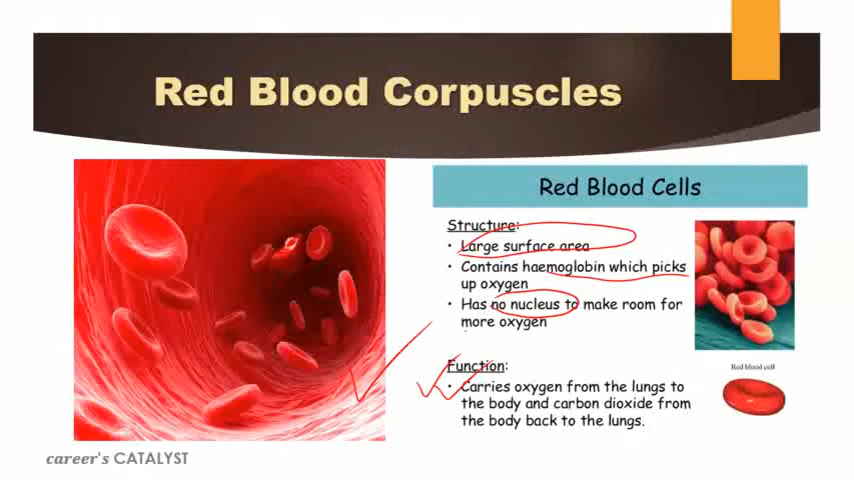 Red Blood Corpuscles
Red Blood Cells
Structure:
• Large surface area
• Contains haemoglobin which picks
up oxygen
• Has no nucleus to make room for
more oxygen
Function:
• Carries oxygen from the lungs to
the body and carbon dioxide from
the body back to the lungs.
Red blood cell
career's CATALYST